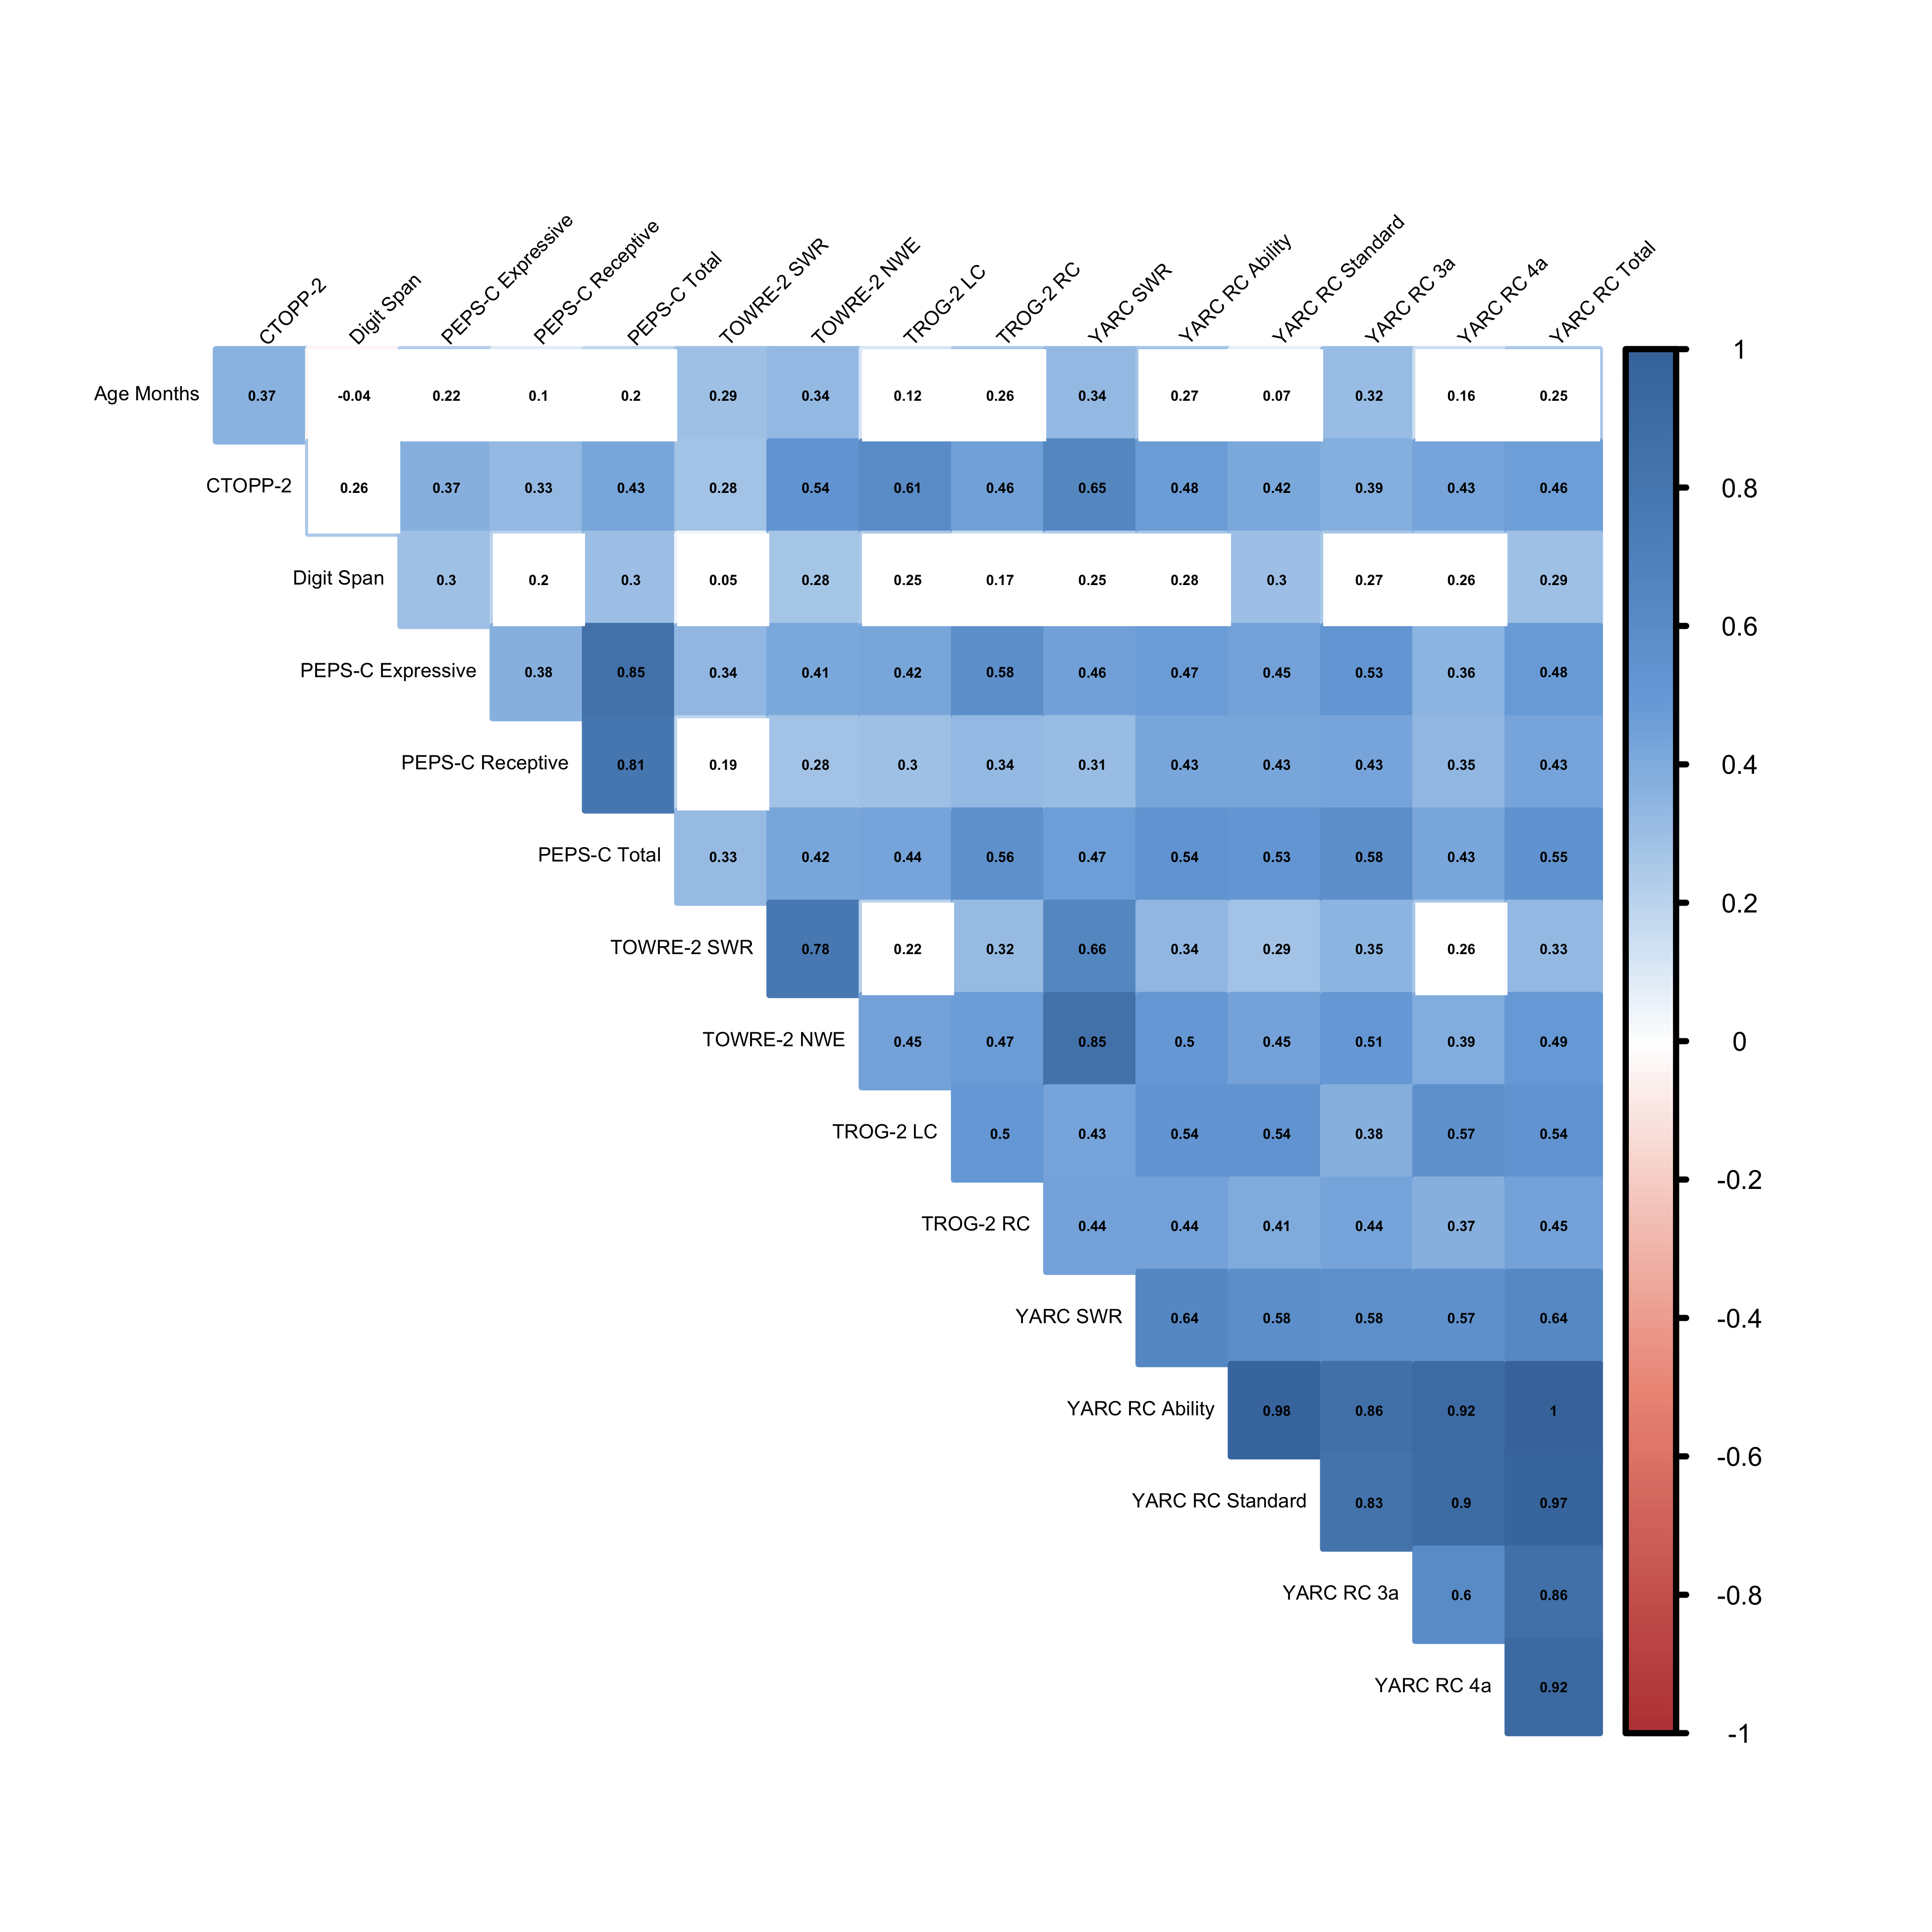 CTOPP-2
Digit Span
PEPS-C Expressive
PEPS-C Receptive
PEPS-C Total
TOWRE-2 SWR
TOWRE-2 NWE
TROG-2 LC
TROG-2 RC
YARC SWR
YARC RC Ability
YARC RC Standard
YARC RC 3a
YARC RC 4a
YARC RC Total
Age Months 0.37 -0.04 0.22 0.1 0.2 0.29 0.34 0.12 0.26 0.34 0.27 0.07 0.32 0.16 0.25
CTOPP-2 0.26 0.37 0.33 0.43 0.28 0.54 0.61 0.46 0.65 0.48 0.42 0.39 0.43 0.46
Digit Span 0.3 0.2 0.3 0.05 0.28 0.25 0.17 0.25 0.28 0.3 0.27 0.26 0.29
PEPS-C Expressive 0.38 0.85 0.34 0.41 0.42 0.58 0.46 0.47 0.45 0.53 0.36 0.48
PEPS-C Receptive 0.81 0.19 0.28 0.3 0.34 0.31 0.43 0.43 0.43 0.35 0.43
PEPS-C Total 0.33 0.42 0.44 0.56 0.47 0.54 0.53 0.58 0.43 0.55
TOWRE-2 SWR 0.78 0.22 0.32 0.66 0.34 0.29 0.35 0.26 0.33
TOWRE-2 NWE 0.45 0.47 0.85 0.5 0.45 0.51 0.39 0.49
TROG-2 LC 0.5 0.43 0.54 0.54 0.38 0.57 0.54
TROG-2 RC 0.44 0.44 0.41 0.44 0.37 0.45
YARC SWR 0.64 0.58 0.58 0.57 0.64
YARC RC Ability 0.98 0.86 0.92 1
YARC RC Standard 0.83 0.9 0.97
YARC RC 3a 0.6 0.86
YARC RC 4a 0.92
1
0.8
0.6
0.4
0.2
0
-0.2
-0.4
-0.6
-0.8
-1